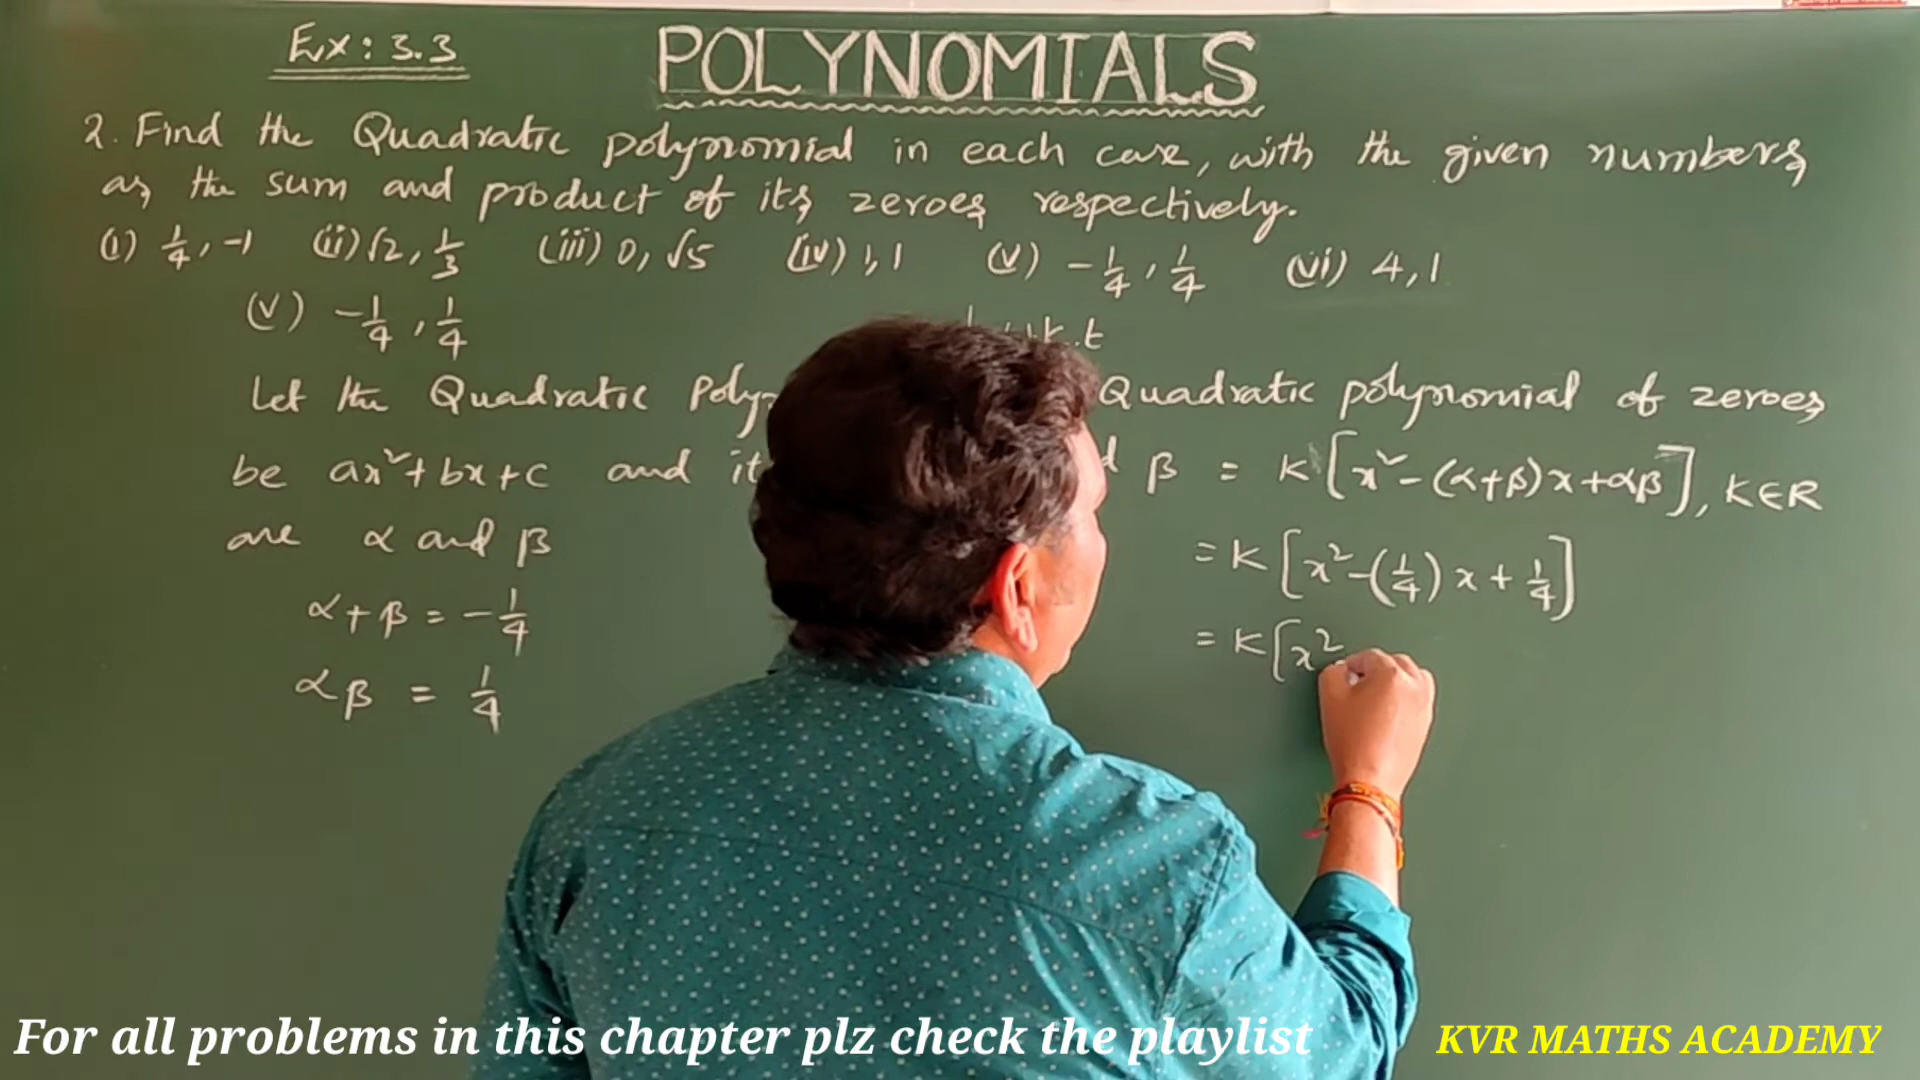 Ex: 3.3
POLYNOMIALS
2. Find the Quadratic polynomial in each case, with the given numbers
as the sum and product of its zeroes respectively.
(i) 1/4, -1 (ii) √2, 1/3 (iii) 0, √5 (iv) 1, 1 (v) -1/4, 1/4 (vi) 4, 1
(v) -1/4, 1/4
Let the Quadratic Poly
be ax²+bx+c and it
are α and β
α+β = -1/4
αβ = 1/4
Quadratic polynomial of zeroes
β = K[x²-(α+β)x+αβ], K∈R
= K[x²-(1/4)x+1/4]
= K[x²
For all problems in this chapter plz check the playlist
KVR MATHS ACADEMY